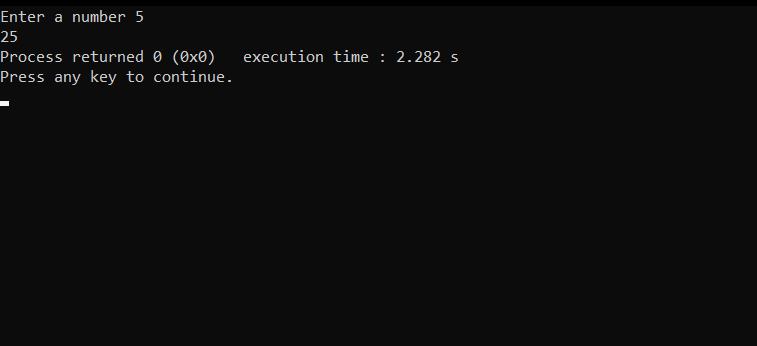 Enter a number 5
25
Process returned 0 (0x0)   execution time : 2.282 s
Press any key to continue.